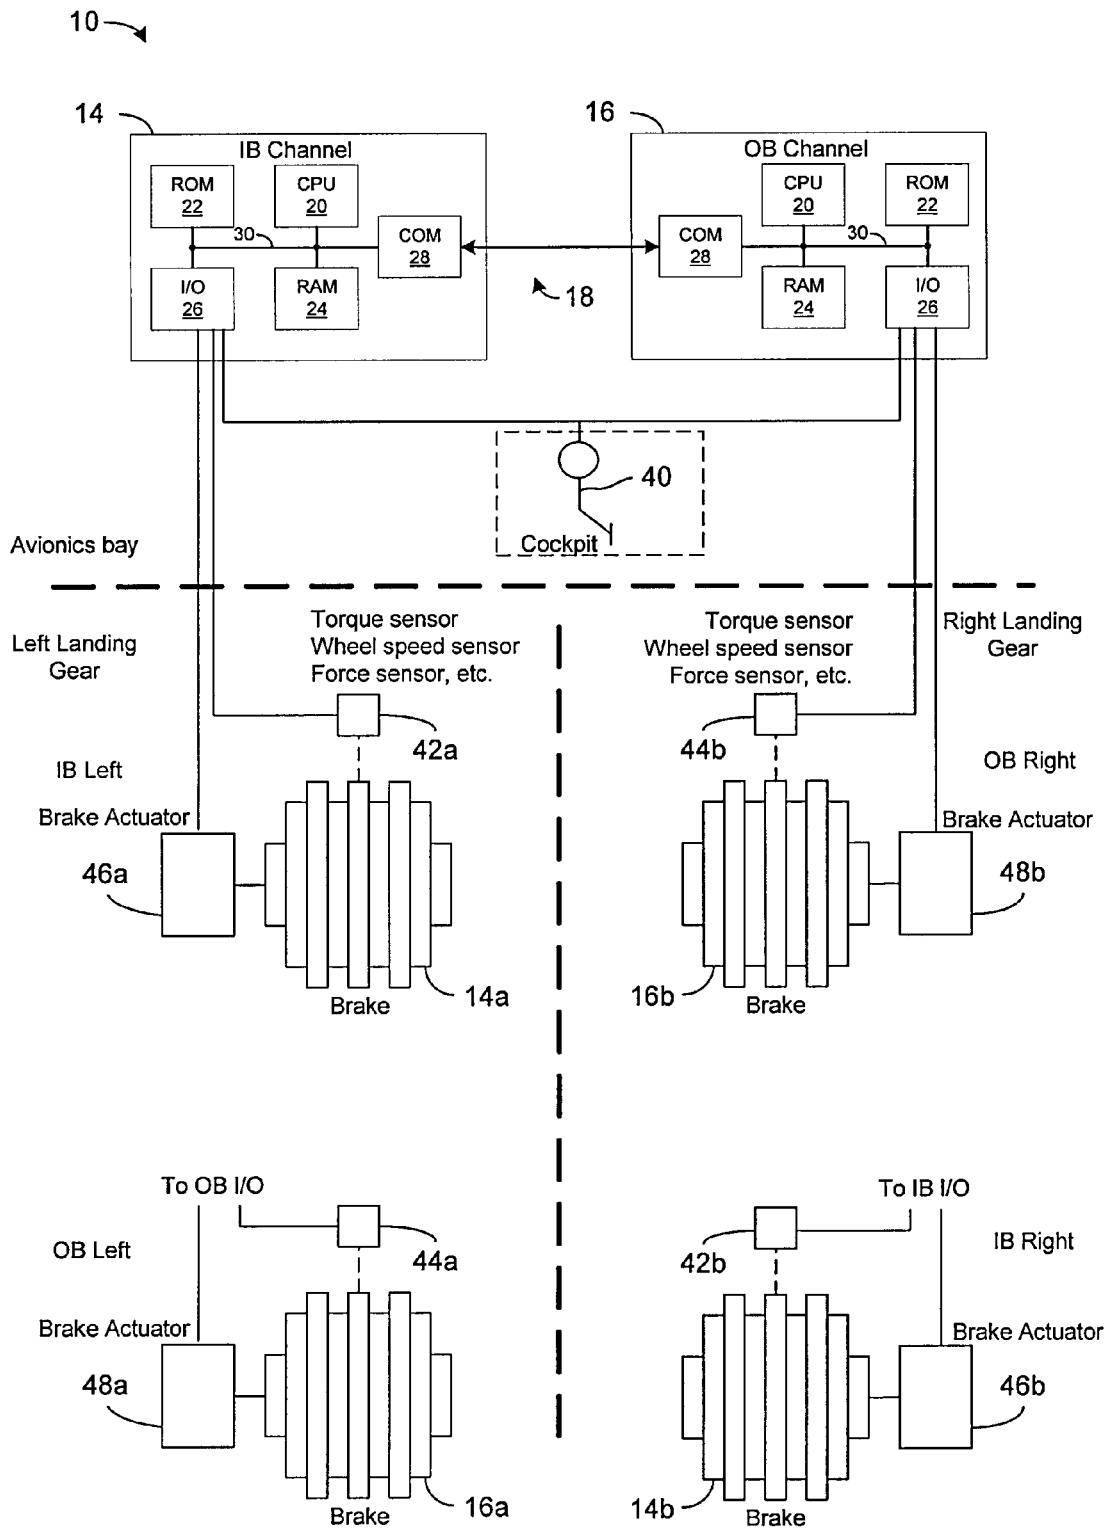 10
14
16
IB Channel
OB Channel
ROM
22
CPU
20
CPU
20
ROM
22
30
COM
28
COM
28
30
I/O
26
RAM
24
18
RAM
24
I/O
26
40
Cockpit
Avionics bay
Left Landing
Gear
Torque sensor
Wheel speed sensor
Force sensor, etc.
Torque sensor
Wheel speed sensor
Force sensor, etc.
Right Landing
Gear
42a
44b
IB Left
OB Right
Brake Actuator
Brake Actuator
46a
48b
14a
16b
Brake
Brake
To OB I/O
To IB I/O
OB Left
44a
42b
IB Right
Brake Actuator
Brake Actuator
48a
46b
16a
14b
Brake
Brake